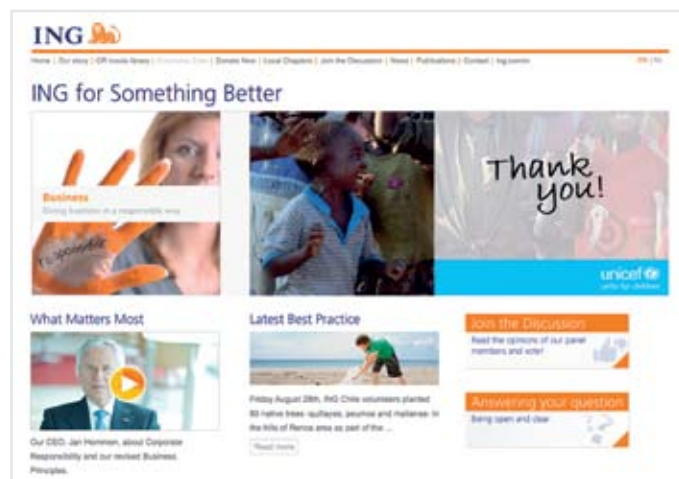 ING
Home | Our story | CR media library | | Donate Now | Local Chapters | Join the Discussion | News | Publications | Contact | ing.com
EN | NL
ING for Something Better
Business
Doing business in a responsible way
responsible
Thank
you!
unicef
unite for children
What Matters Most
Our CEO, Jan Hommen, about Corporate
Responsibility and our revised Business
Principles.
Latest Best Practice
Friday August 28th, ING Chile volunteers planted
80 native trees: quillayes, peumos and maitenes: in
the hills of Renca area as part of the ...
Read more
Join the Discussion
Read the opinions of our panel
members and vote!
Answering your question
Being open and clear